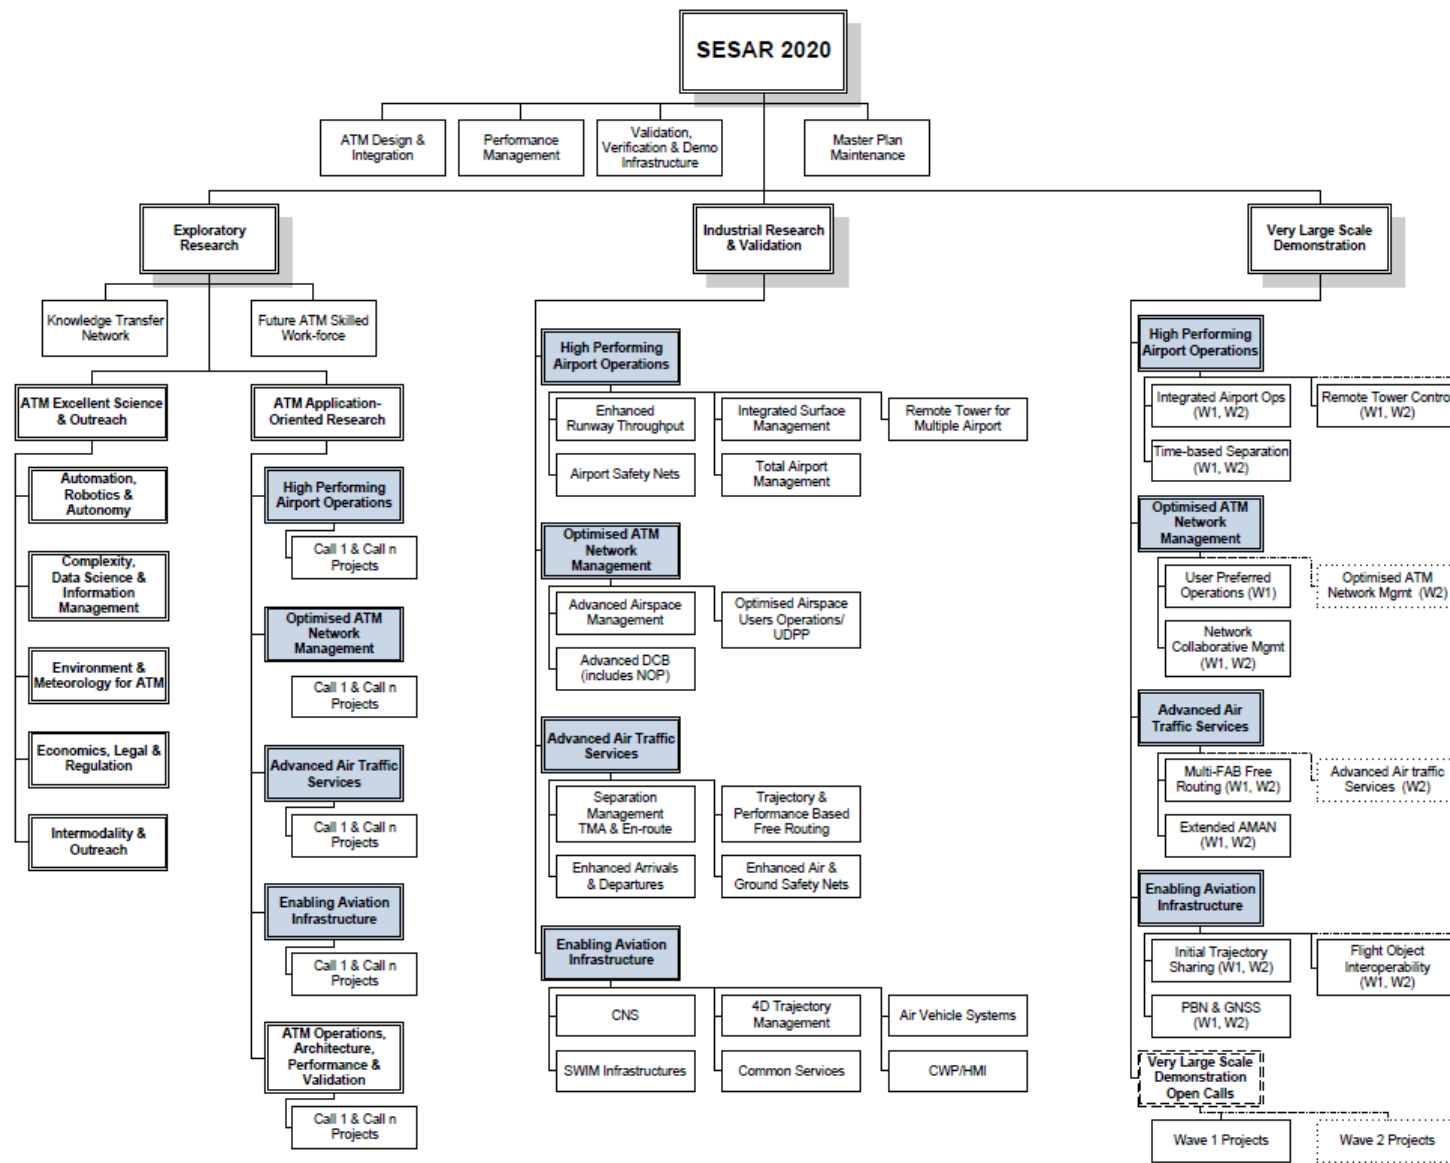 SESAR 2020
ATM Design &
Integration
Performance
Management
Validation,
Verification & Demo
Infrastructure
Master Plan
Maintenance
Exploratory
Research
Industrial Research
& Validation
Very Large Scale
Demonstration
Knowledge Transfer
Network
Future ATM Skilled
Work-force
ATM Excellent Science
& Outreach
ATM Application-
Oriented Research
Automation,
Robotics &
Autonomy
Complexity,
Data Science &
Information
Management
Environment &
Meteorology for ATM
Economics, Legal &
Regulation
Intermodality &
Outreach
High Performing
Airport Operations
Call 1 & Call n
Projects
Optimised ATM
Network
Management
Call 1 & Call n
Projects
Advanced Air Traffic
Services
Call 1 & Call n
Projects
Enabling Aviation
Infrastructure
Call 1 & Call n
Projects
ATM Operations,
Architecture,
Performance &
Validation
Call 1 & Call n
Projects
High Performing
Airport Operations
Enhanced
Runway Throughput
Integrated Surface
Management
Remote Tower for
Multiple Airport
Airport Safety Nets
Total Airport
Management
Optimised ATM
Network
Management
Advanced Airspace
Management
Optimised Airspace
Users Operations/
UDPP
Advanced DCB
(includes NOP)
Advanced Air Traffic
Services
Separation
Management
TMA & En-route
Trajectory &
Performance Based
Free Routing
Enhanced Arrivals
& Departures
Enhanced Air &
Ground Safety Nets
Enabling Aviation
Infrastructure
CNS
4D Trajectory
Management
Air Vehicle Systems
SWIM Infrastructures
Common Services
CWP/HMI
High Performing
Airport Operations
Integrated Airport Ops
(W1, W2)
Remote Tower Contro
(W1, W2)
Time-based Separation
(W1, W2)
Optimised ATM
Network
Management
User Preferred
Operations (W1)
Optimised ATM
Network Mgmt (W2)
Network
Collaborative Mgmt
(W1, W2)
Advanced Air
Traffic Services
Multi-FAB Free
Routing (W1, W2)
Advanced Air traffic
Services (W2)
Extended AMAN
(W1, W2)
Enabling Aviation
Infrastructure
Initial Trajectory
Sharing (W1, W2)
Flight Object
Interoperability
(W1, W2)
PBN & GNSS
(W1, W2)
Very Large Scale
Demonstration
Open Calls
Wave 1 Projects
Wave 2 Projects